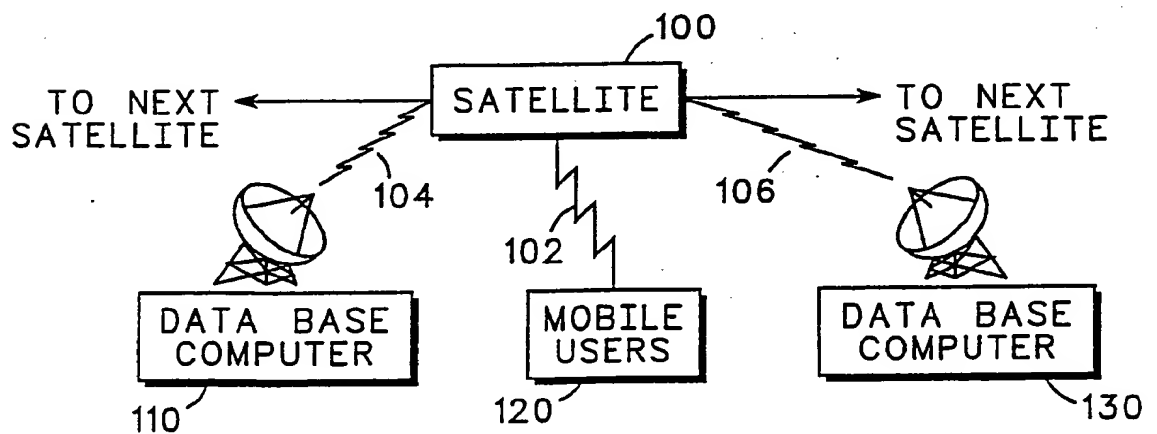 100
SATELLITE
TO NEXT
SATELLITE
TO NEXT
SATELLITE
104
106
102
DATA BASE
COMPUTER
MOBILE
USERS
DATA BASE
COMPUTER
110
120
130